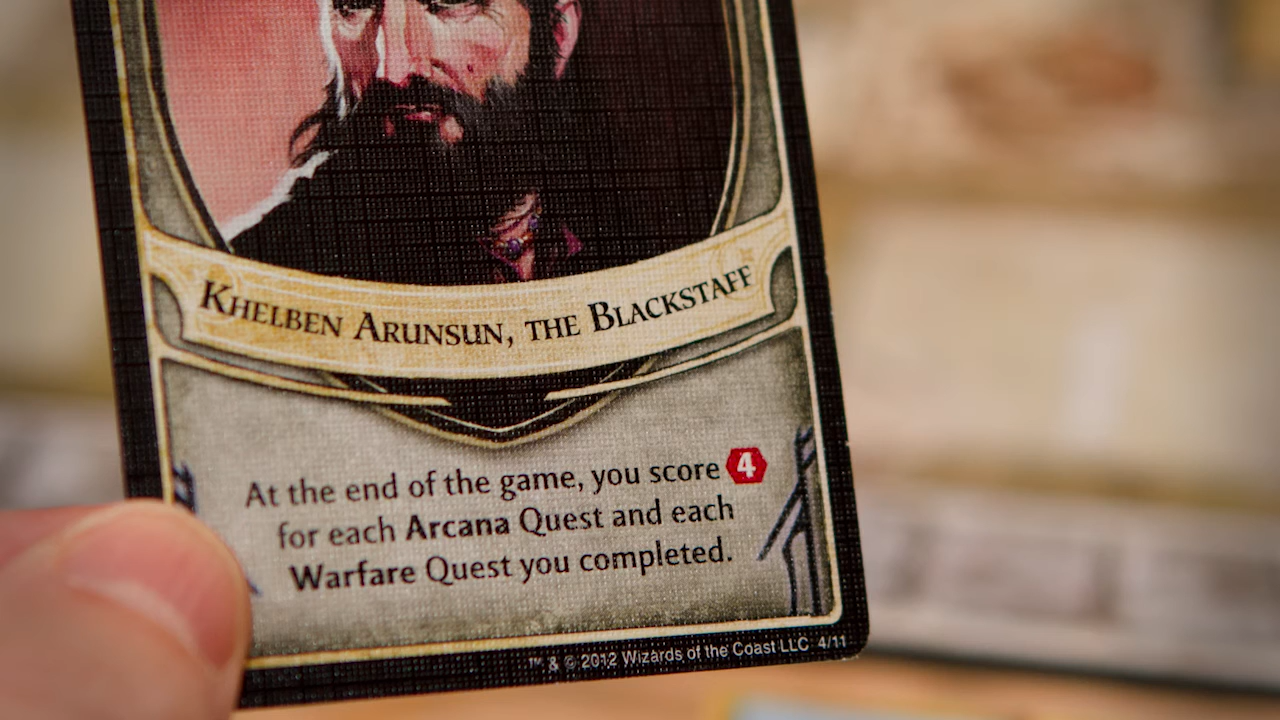 Khelben Arunsun, the Blackstaff
At the end of the game, you score 4
for each Arcana Quest and each
Warfare Quest you completed.
™ & © 2012 Wizards of the Coast LLC 4/11